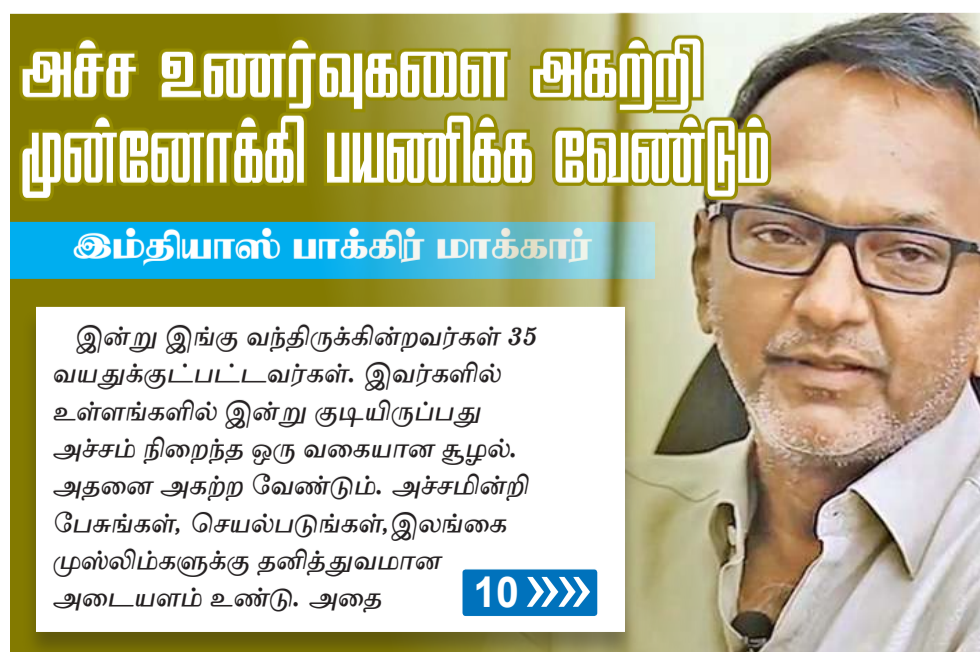 அச்ச உணர்வுகளை அகற்றி
முன்னோக்கி பயணிக்க வேண்டும்
இம்தியாஸ் பாக்கிர் மாக்கார்
இன்று இங்கு வந்திருக்கின்றவர்கள் 35
வயதுக்குட்பட்டவர்கள். இவர்களில்
உள்ளங்களில் இன்று குடியிருப்பது
அச்சம் நிறைந்த ஒரு வகையான சூழல்.
அதனை அகற்ற வேண்டும். அச்சமின்றி
பேசுங்கள், செயல்படுங்கள்,இலங்கை
முஸ்லிம்களுக்கு தனித்துவமான
அடையளம் உண்டு. அதை
10 »»